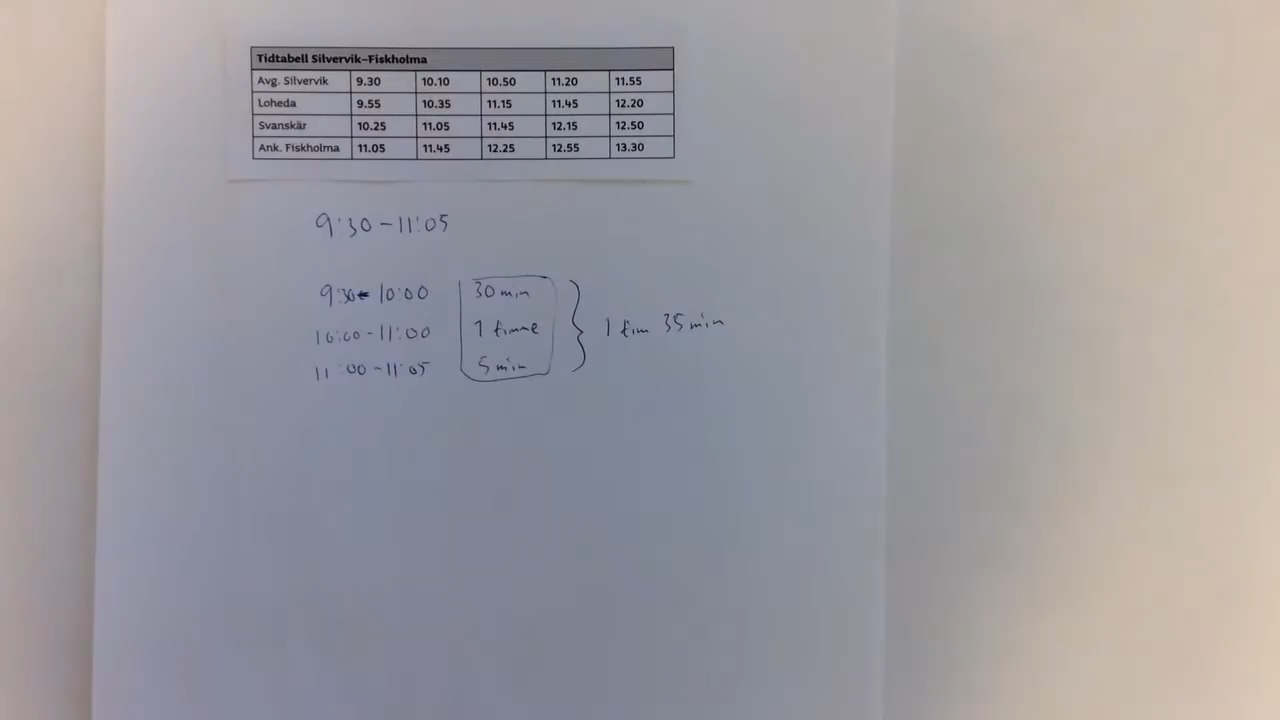 Tidtabell Silvervik–Fiskholma
Avg. Silvervik 9.30 10.10 10.50 11.20 11.55
Loheda 9.55 10.35 11.15 11.45 12.20
Svanskär 10.25 11.05 11.45 12.15 12.50
Ank. Fiskholma 11.05 11.45 12.25 12.55 13.30
9:30 – 11:05
9:30 – 10:00 30 min
10:00 – 11:00 1 timme
11:00 – 11:05 5 min
1 tim 35 min